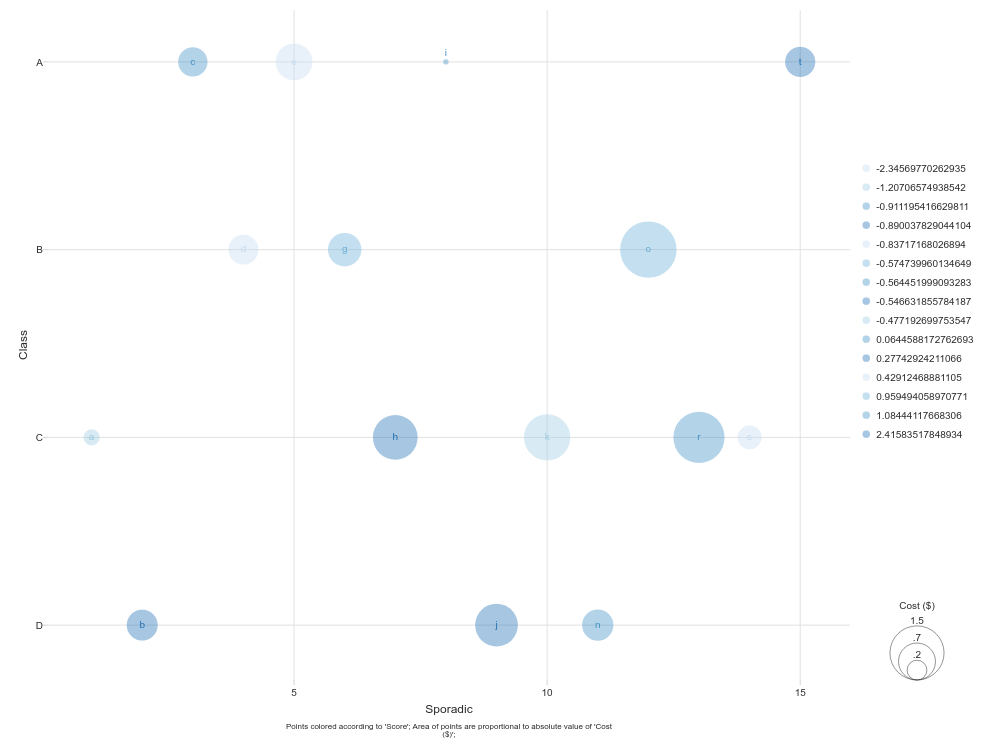 A
c
e
i
t
B
d
g
o
C
a
h
k
r
s
D
b
j
n
Class
5
10
15
Sporadic
Points colored according to 'Score'; Area of points are proportional to absolute value of 'Cost
($)';
-2.34569770262935
-1.20706574938542
-0.911195416629811
-0.890037829044104
-0.83717168026894
-0.574739960134649
-0.564451999093283
-0.546631855784187
-0.477192699753547
0.0644588172762693
0.27742924211066
0.42912468881105
0.959494058970771
1.08444117668306
2.41583517848934
Cost ($)
1.5
.7
.2